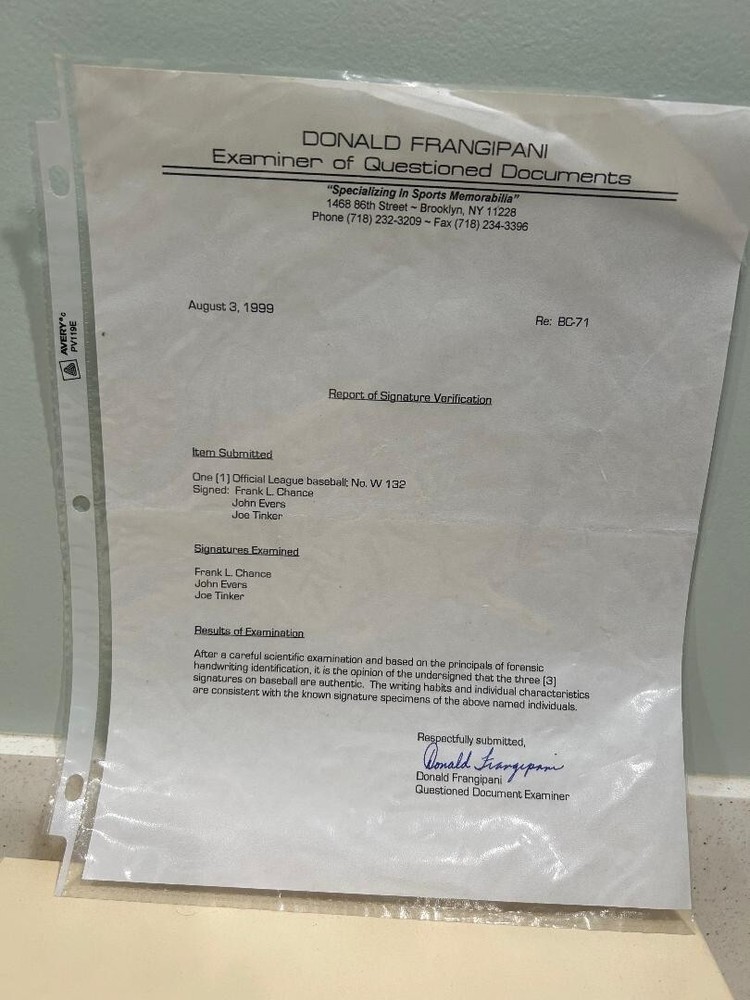 DONALD FRANGIPANI
Examiner of Questioned Documents
"Specializing In Sports Memorabilia"
1468 86th Street ~ Brooklyn, NY 11228
Phone (718) 232-3209 ~ Fax (718) 234-3396
August 3, 1999
Re: BC-71
AVERY®
PV119E
Report of Signature Verification
Item Submitted
One [1] Official League baseball; No. W 132
Signed: Frank L. Chance
John Evers
Joe Tinker
Signatures Examined
Frank L. Chance
John Evers
Joe Tinker
Results of Examination
After a careful scientific examination and based on the principals of forensic
handwriting identification, it is the opinion of the undersigned that the three [3]
signatures on baseball are authentic. The writing habits and individual characteristics
are consistent with the known signature specimens of the above named individuals.
Respectfully submitted,
Donald Frangipani
Donald Frangipani
Questioned Document Examiner